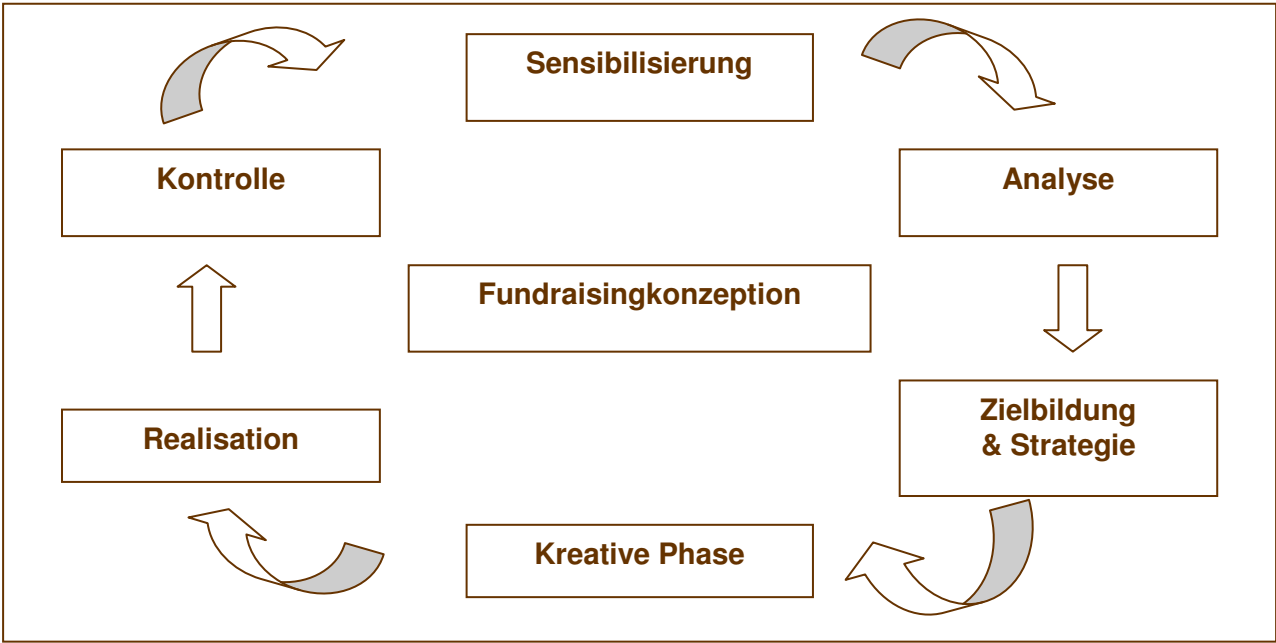 Sensibilisierung
Kontrolle
Analyse
Fundraisingkonzeption
Realisation
Zielbildung
& Strategie
Kreative Phase